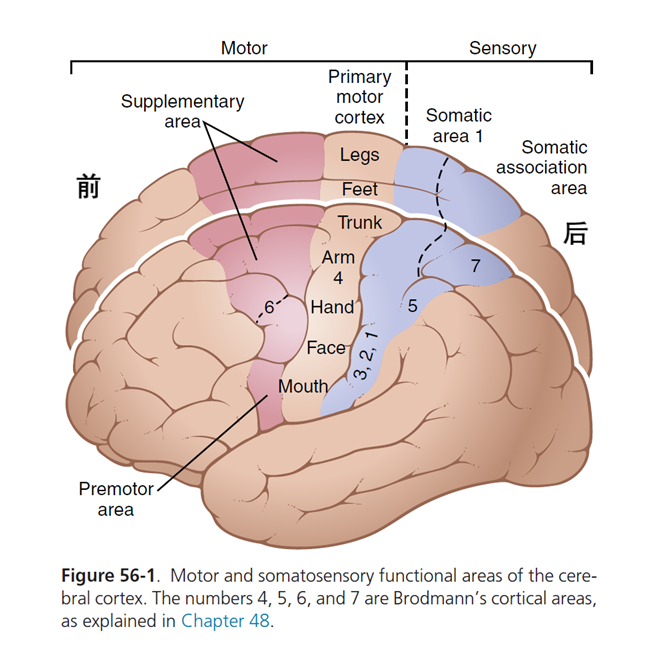 Motor
Sensory
Supplementary
area
Primary
motor
cortex
Somatic
area 1
Somatic
association
area
Legs
前
Feet
Trunk
后
Arm
4
7
6
Hand
5
Face
3, 2, 1
Mouth
Premotor
area
Figure 56-1. Motor and somatosensory functional areas of the cere-
bral cortex. The numbers 4, 5, 6, and 7 are Brodmann’s cortical areas,
as explained in Chapter 48.